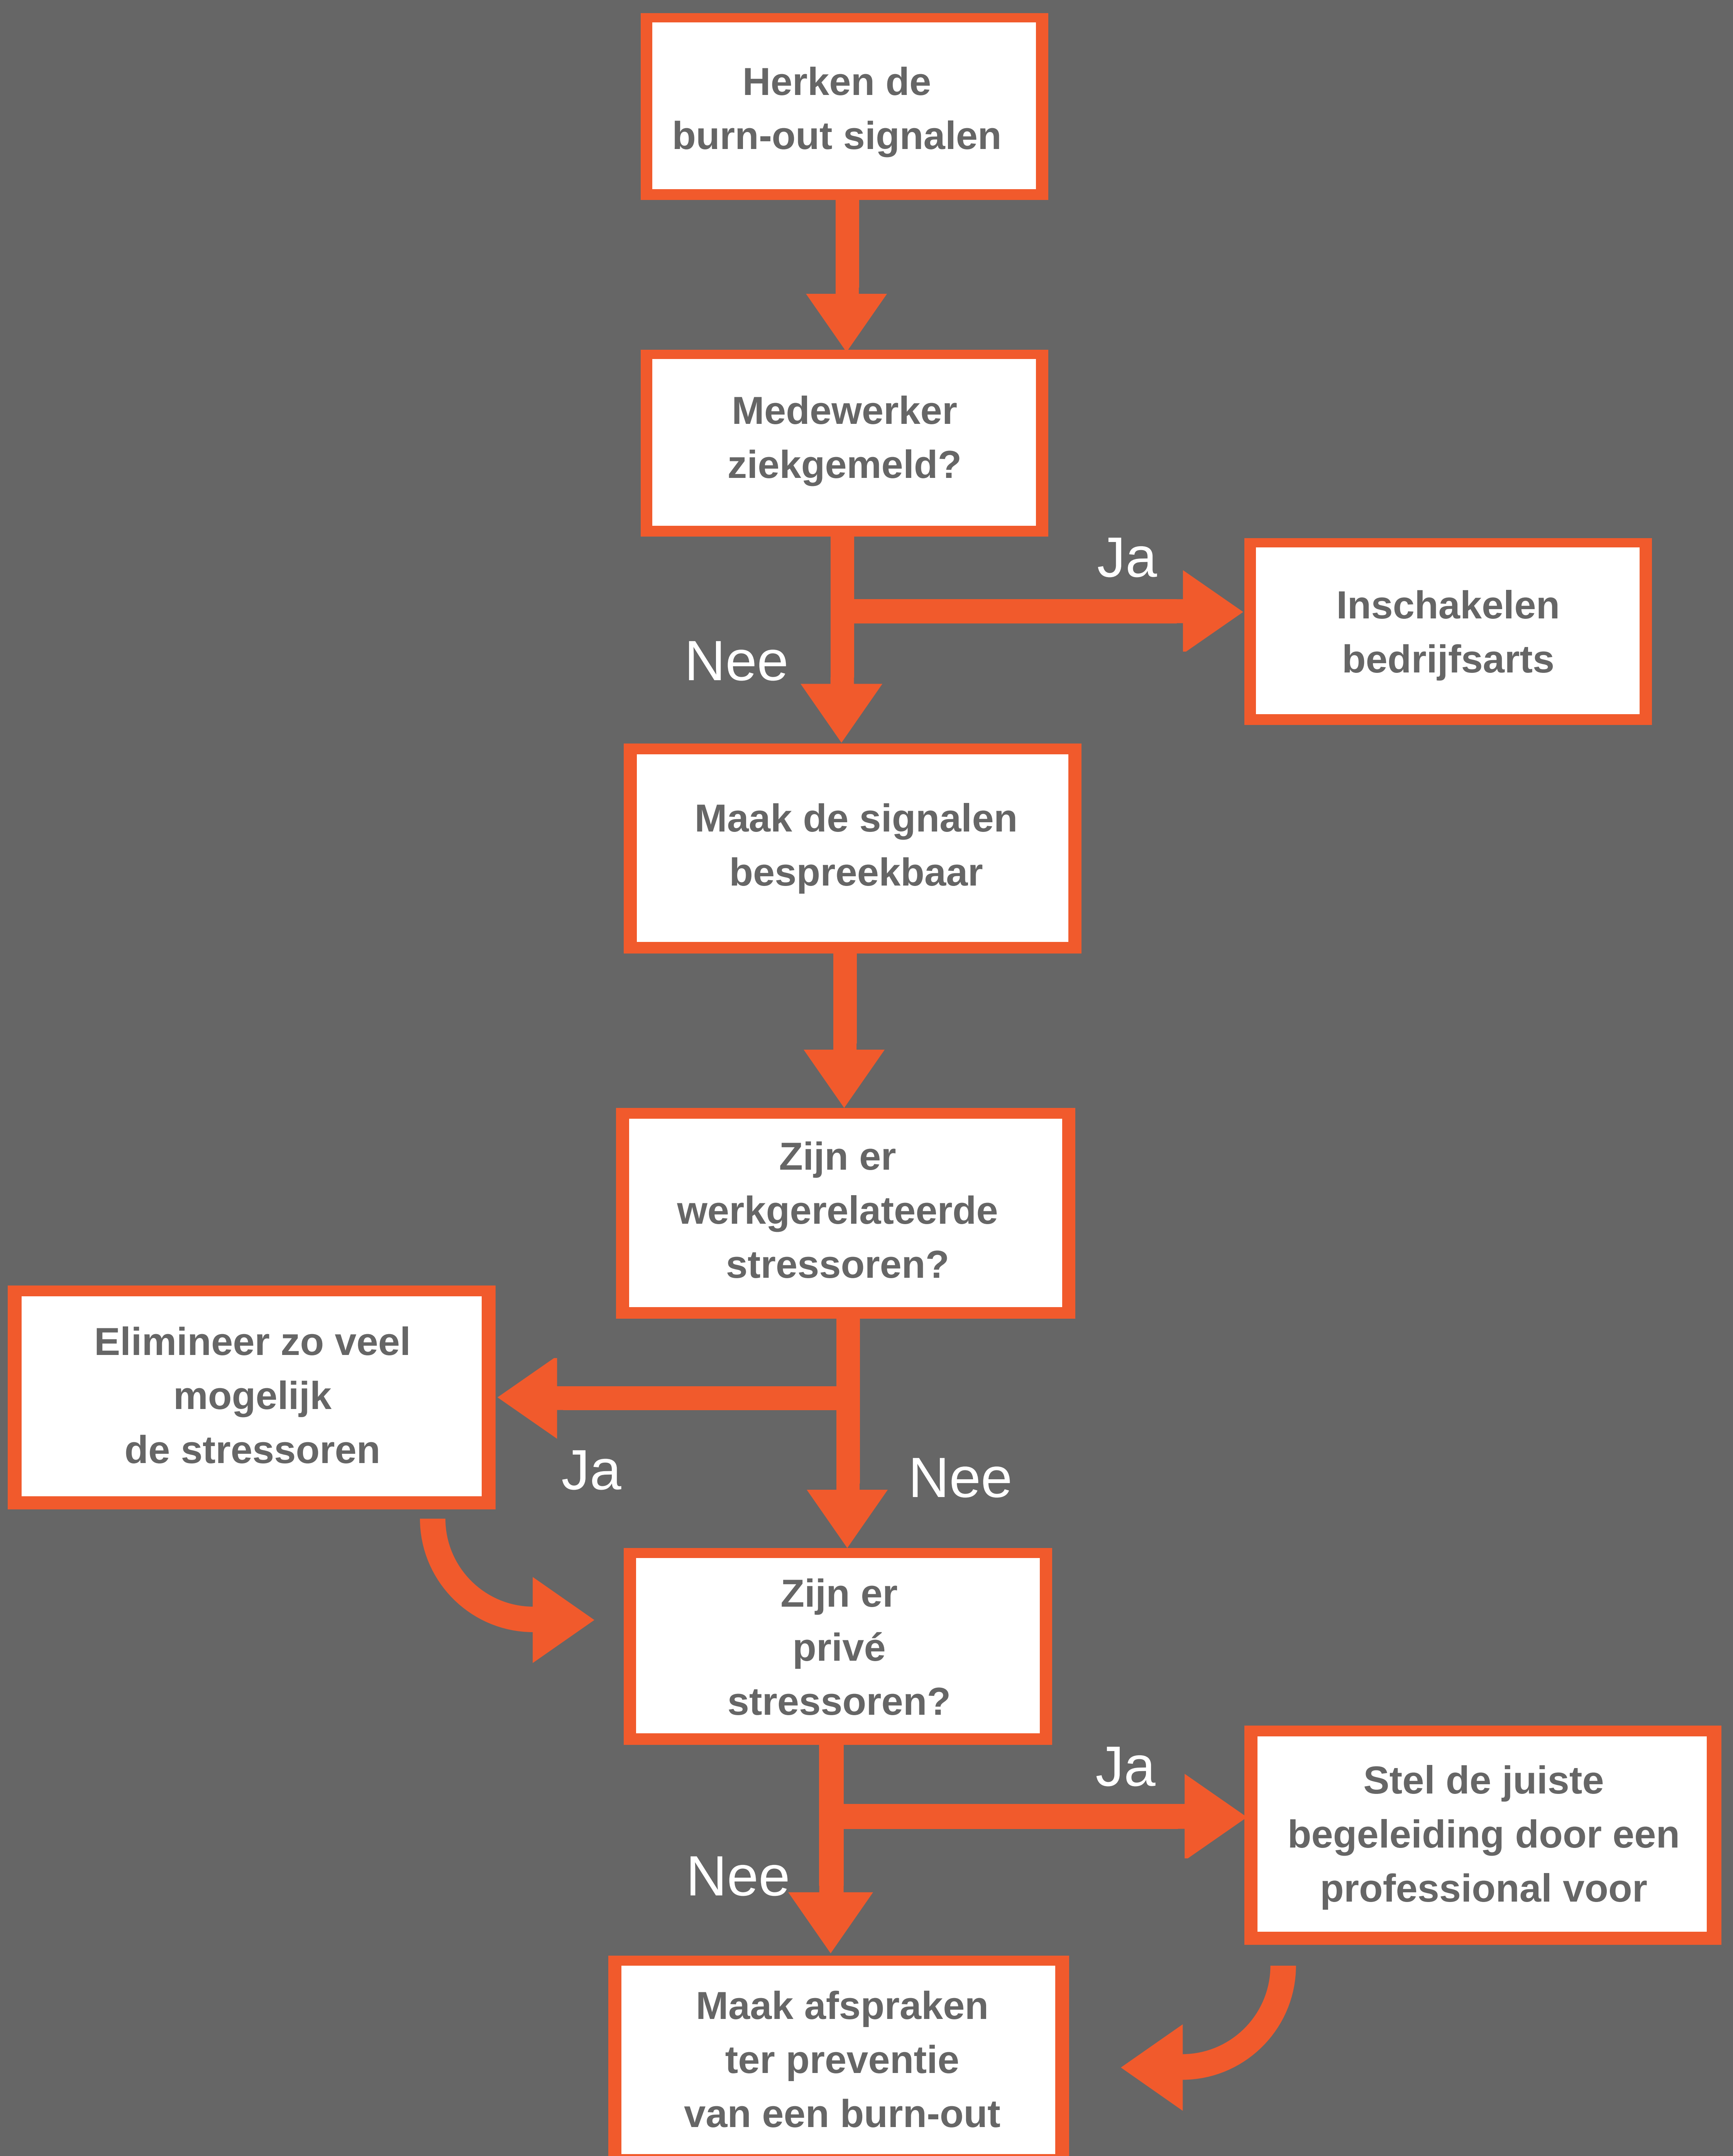 Herken de
burn-out signalen
Medewerker
ziekgemeld?
Ja
Inschakelen
bedrijfsarts
Nee
Maak de signalen
bespreekbaar
Zijn er
werkgerelateerde
stressoren?
Elimineer zo veel
mogelijk
de stressoren
Ja
Nee
Zijn er
privé
stressoren?
Ja
Stel de juiste
begeleiding door een
professional voor
Nee
Maak afspraken
ter preventie
van een burn-out